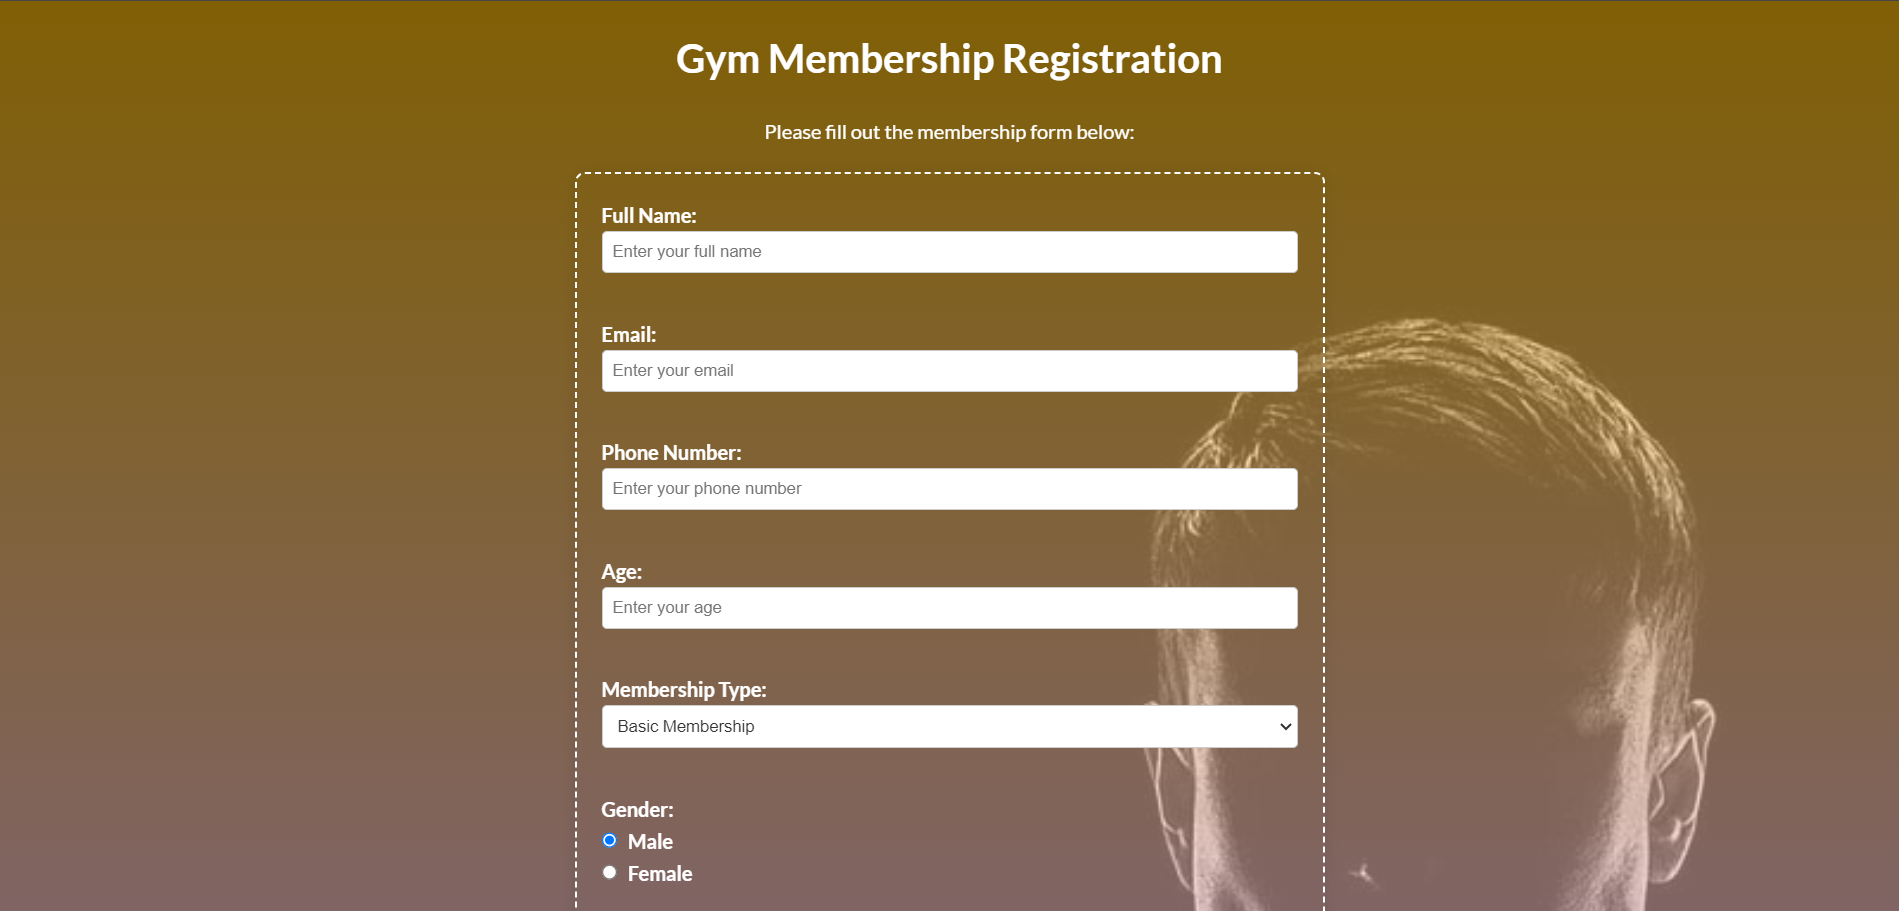 Gym Membership Registration
Please fill out the membership form below:
Full Name:
Enter your full name
Email:
Enter your email
Phone Number:
Enter your phone number
Age:
Enter your age
Membership Type:
Basic Membership
Gender:
Male
Female